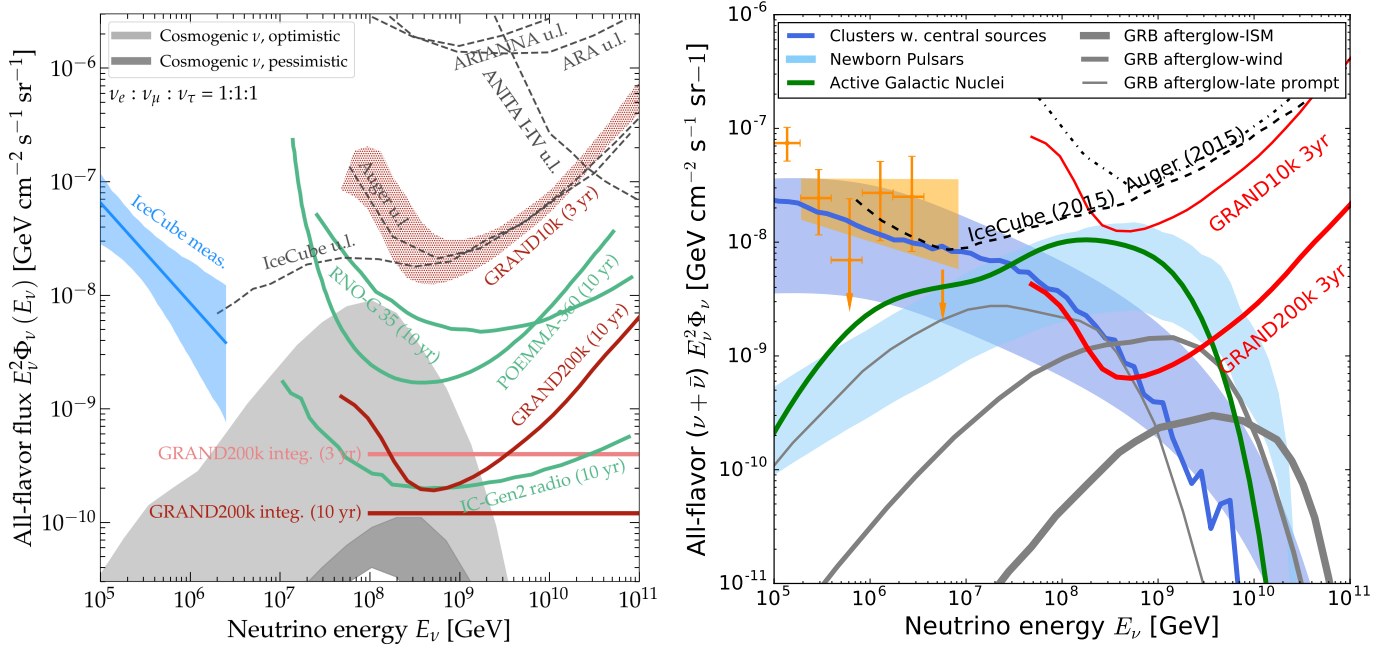 Cosmogenic ν, optimistic
Cosmogenic ν, pessimistic
νe : νμ : ντ = 1:1:1
ARIANNA u.l.
ARA u.l.
ANITA I-IV u.l.
Auger u.l.
IceCube u.l.
IceCube meas.
GRAND10k (3 yr)
RNO-G 35 (10 yr)
POEMMA-360 (10 yr)
GRAND200k (10 yr)
GRAND200k integ. (3 yr)
IC-Gen2 radio (10 yr)
GRAND200k integ. (10 yr)
10⁻⁶
10⁻⁷
10⁻⁸
10⁻⁹
10⁻¹⁰
All-flavor flux Eν²Φν (Eν) [GeV cm⁻² s⁻¹ sr⁻¹]
10⁵ 10⁶ 10⁷ 10⁸ 10⁹ 10¹⁰ 10¹¹
Neutrino energy Eν [GeV]
Clusters w. central sources
Newborn Pulsars
Active Galactic Nuclei
GRB afterglow-ISM
GRB afterglow-wind
GRB afterglow-late prompt
Auger (2015)
IceCube (2015)
GRAND10k 3yr
GRAND200k 3yr
10⁻⁶
10⁻⁷
10⁻⁸
10⁻⁹
10⁻¹⁰
10⁻¹¹
All-flavor (ν + ν̄) Eν²Φν [GeV cm⁻² s⁻¹ sr−1]
10⁵ 10⁶ 10⁷ 10⁸ 10⁹ 10¹⁰ 10¹¹
Neutrino energy Eν [GeV]